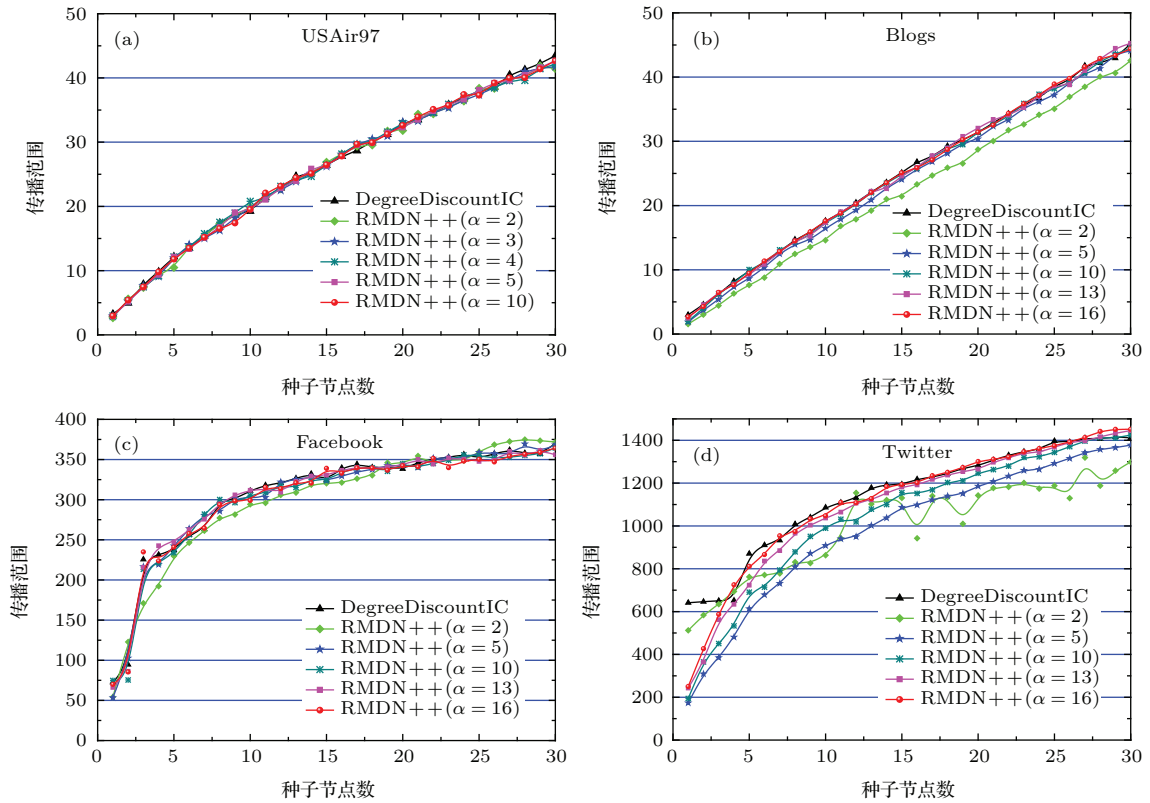 50
40
30
20
10
0
(a)
USAir97
DegreeDiscountIC
RMDN++(α = 2)
RMDN++(α = 3)
RMDN++(α = 4)
RMDN++(α = 5)
RMDN++(α = 10)
0 5 10 15 20 25 30
传播范围
种子节点数
50
40
30
20
10
0
(b)
Blogs
DegreeDiscountIC
RMDN++(α = 2)
RMDN++(α = 5)
RMDN++(α = 10)
RMDN++(α = 13)
RMDN++(α = 16)
0 5 10 15 20 25 30
传播范围
种子节点数
400
350
300
250
200
150
100
50
0
(c)
Facebook
DegreeDiscountIC
RMDN++(α = 2)
RMDN++(α = 5)
RMDN++(α = 10)
RMDN++(α = 13)
RMDN++(α = 16)
0 5 10 15 20 25 30
传播范围
种子节点数
1400
1200
1000
800
600
400
200
0
(d)
Twitter
DegreeDiscountIC
RMDN++(α = 2)
RMDN++(α = 5)
RMDN++(α = 10)
RMDN++(α = 13)
RMDN++(α = 16)
0 5 10 15 20 25 30
传播范围
种子节点数